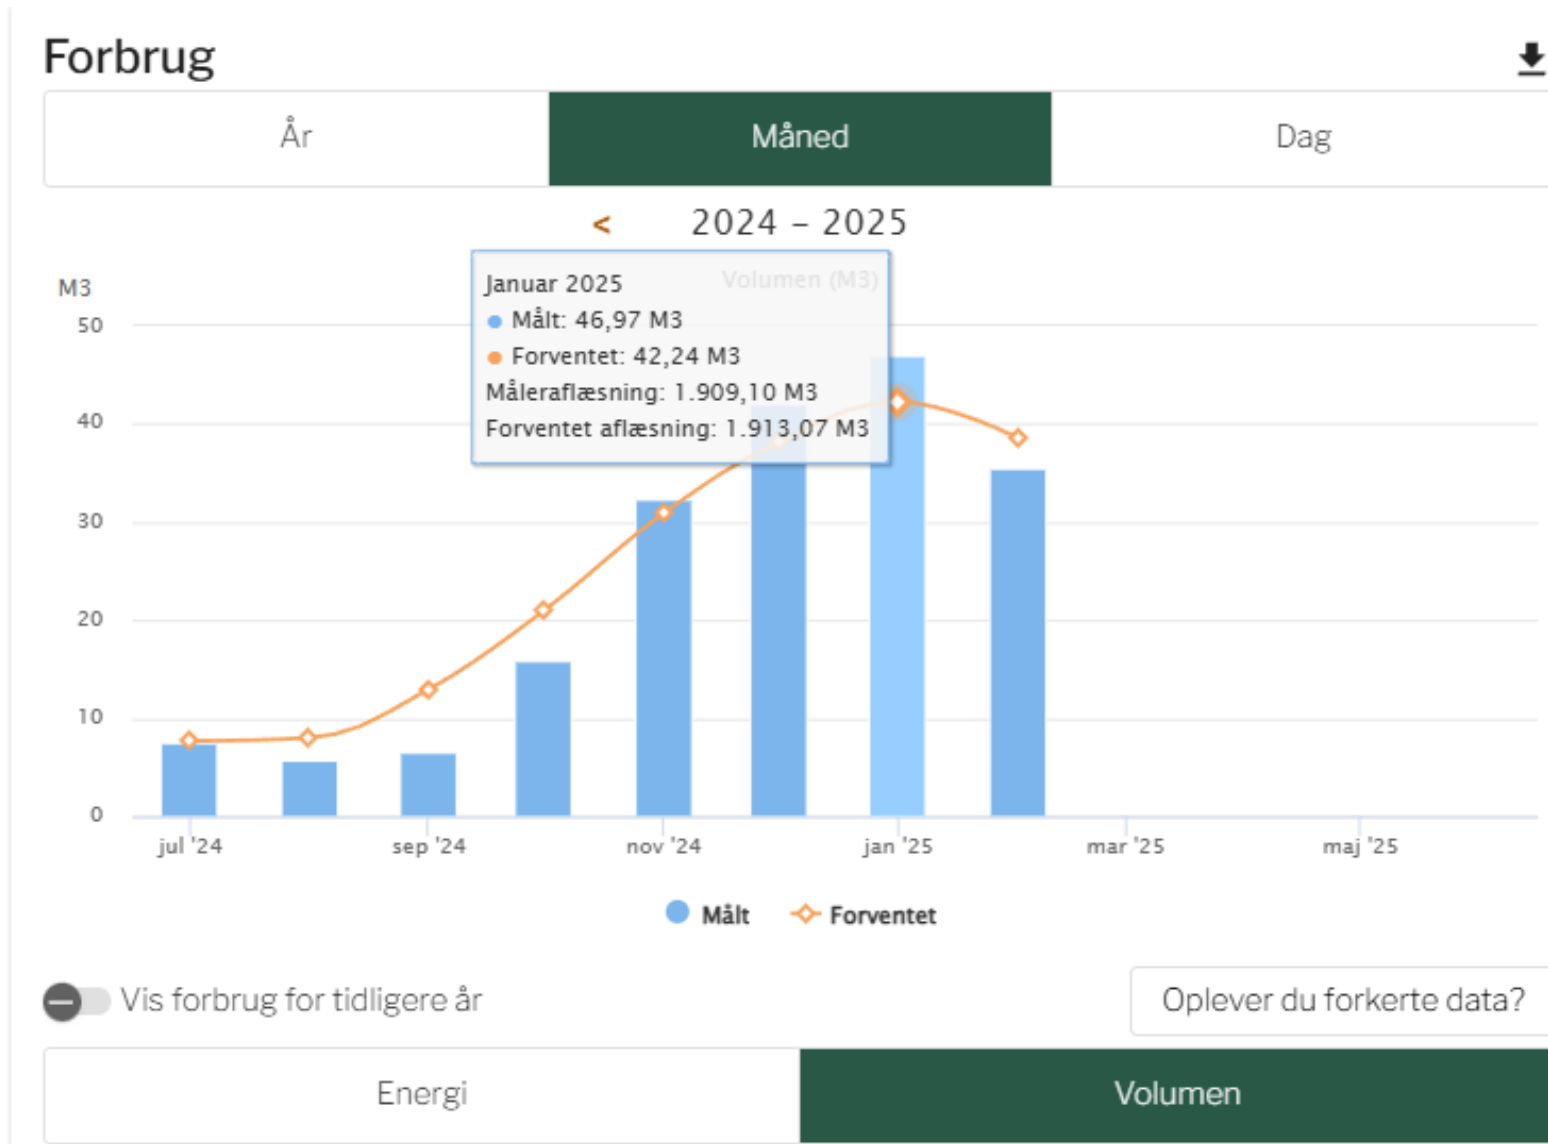 Forbrug
År
Måned
Dag
<
2024 – 2025
Januar 2025
Volumen (M3)
Målt: 46,97 M3
Forventet: 42,24 M3
Måleraflæsning: 1.909,10 M3
Forventet aflæsning: 1.913,07 M3
M3
50
40
30
20
10
0
jul '24
sep '24
nov '24
jan '25
mar '25
maj '25
Målt
Forventet
Vis forbrug for tidligere år
Oplever du forkerte data?
Energi
Volumen